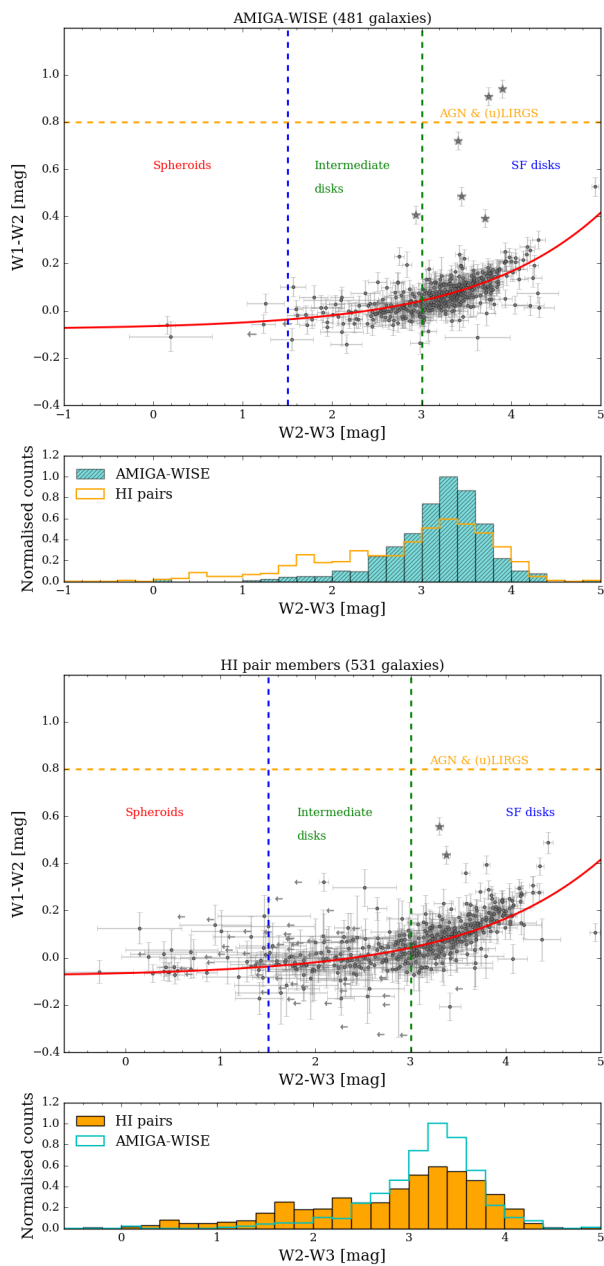 AMIGA-WISE (481 galaxies)
1.0
AGN & (u)LIRGS
0.8
Spheroids
Intermediate
SF disks
0.6
disks
W1-W2 [mag]
0.4
0.2
0.0
−0.2
−0.4
−1 0 1 2 3 4 5
W2-W3 [mag]
1.2
AMIGA-WISE
1.0
HI pairs
0.8
Normalised counts
0.6
0.4
0.2
0.0
−1 0 1 2 3 4 5
W2-W3 [mag]
HI pair members (531 galaxies)
1.0
AGN & (u)LIRGS
0.8
Spheroids
Intermediate
SF disks
0.6
disks
W1-W2 [mag]
0.4
0.2
0.0
−0.2
−0.4
0 1 2 3 4 5
W2-W3 [mag]
1.2
HI pairs
1.0
AMIGA-WISE
0.8
Normalised counts
0.6
0.4
0.2
0.0
0 1 2 3 4 5
W2-W3 [mag]